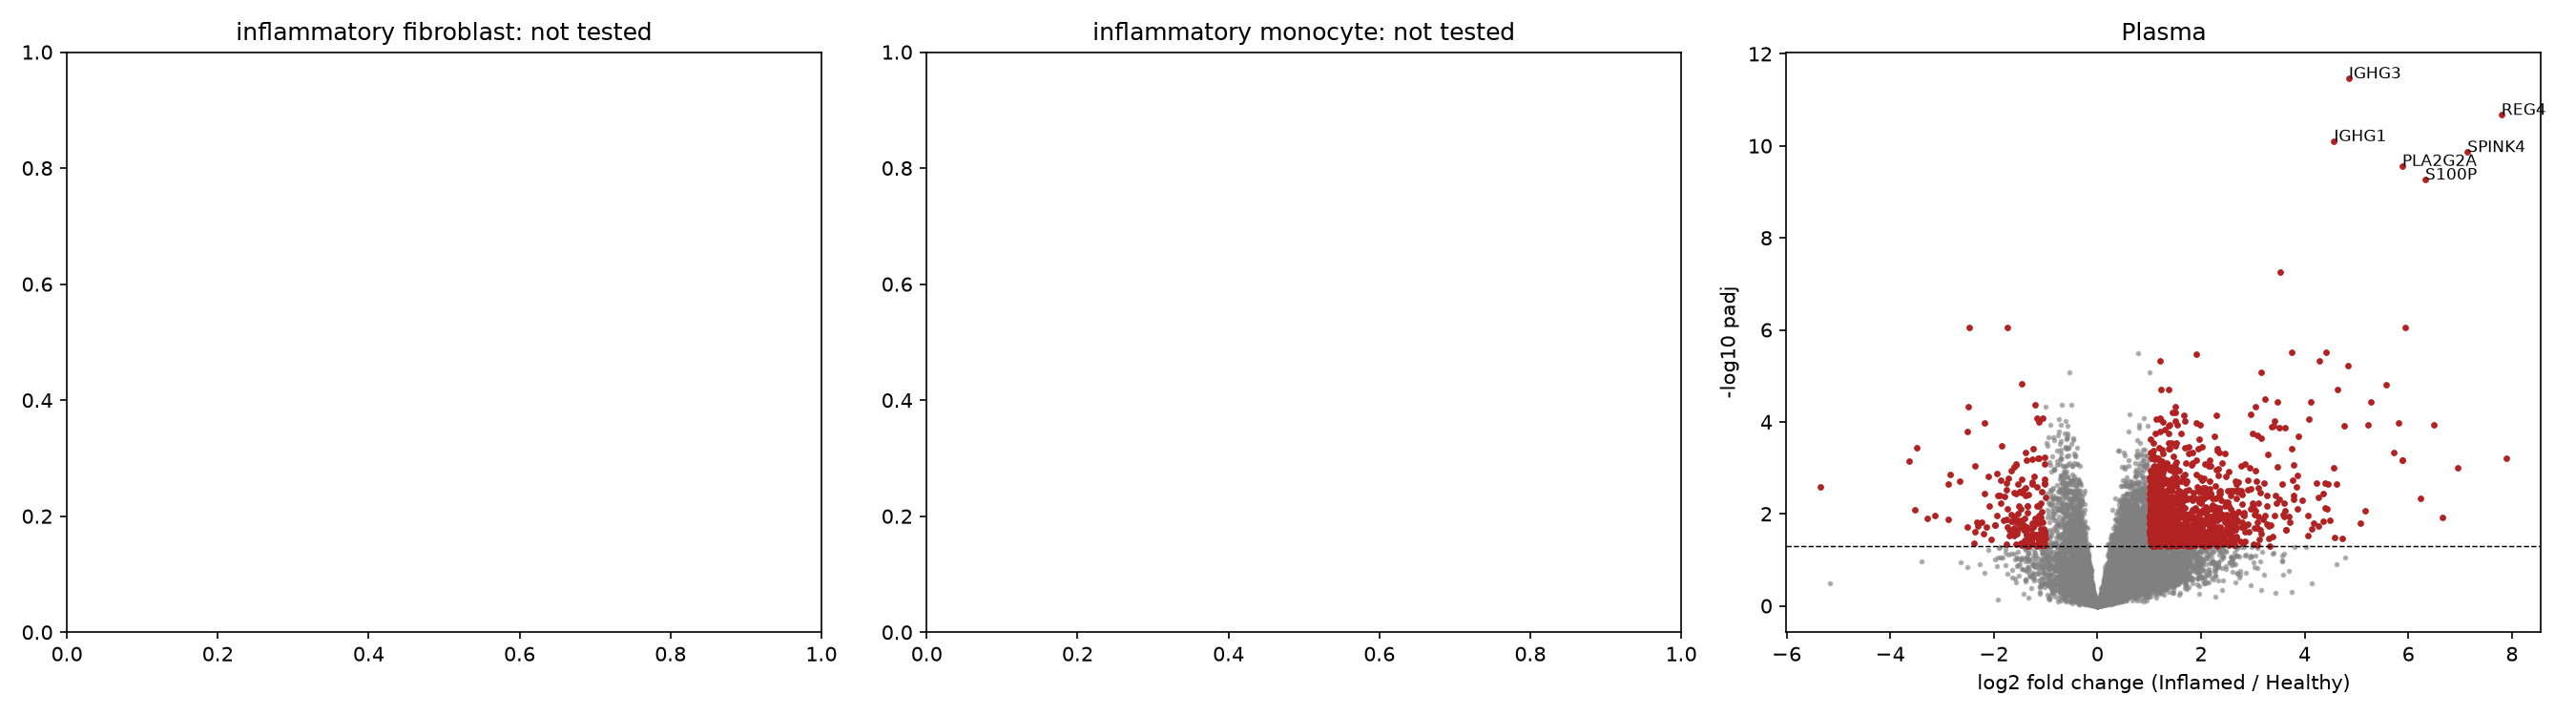 inflammatory fibroblast: not tested
1.0
0.8
0.6
0.4
0.2
0.0
0.0 0.2 0.4 0.6 0.8 1.0
inflammatory monocyte: not tested
1.0
0.8
0.6
0.4
0.2
0.0
0.0 0.2 0.4 0.6 0.8 1.0
Plasma
-log10 padj
12
10
8
6
4
2
0
IGHG3
REG4
IGHG1
SPINK4
PLA2G2A
S100P
−6 −4 −2 0 2 4 6 8
log2 fold change (Inflamed / Healthy)